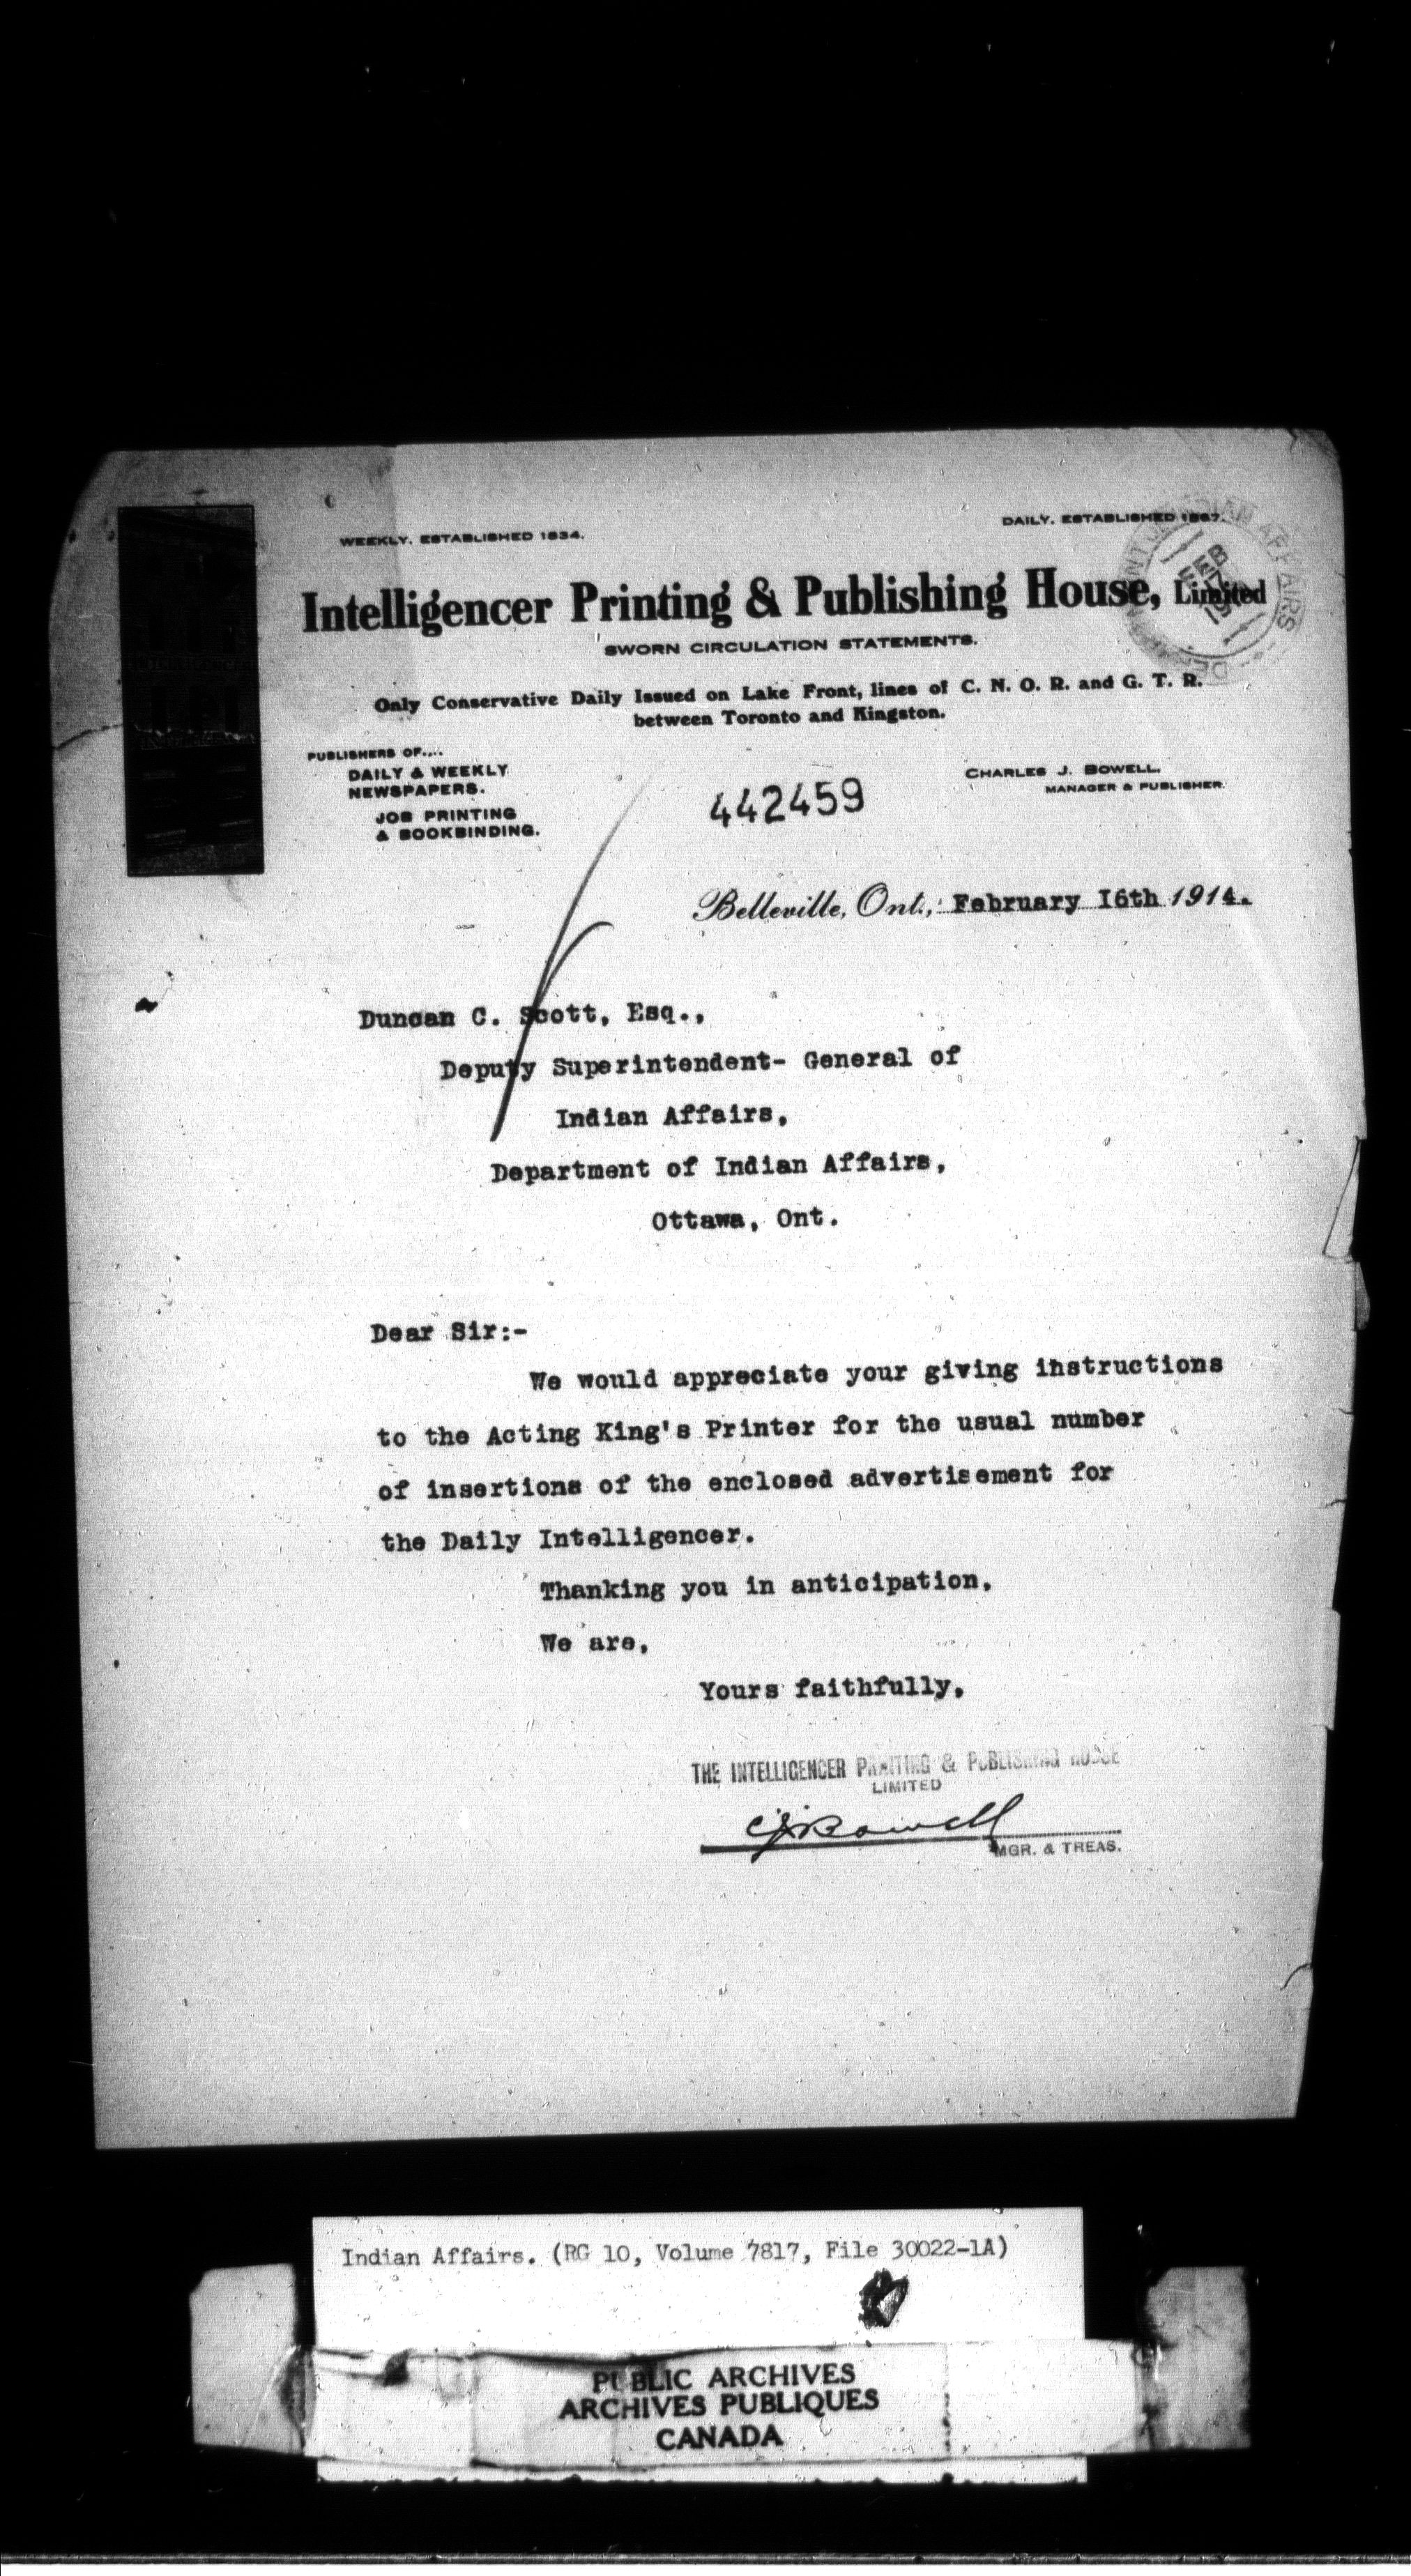 WEEKLY. ESTABLISHED 1834.
DAILY. ESTABLISHED 1867.
Intelligencer Printing & Publishing House, Limited
SWORN CIRCULATION STATEMENTS.
Only Conservative Daily Issued on Lake Front, lines of C. N. O. R. and G. T. R.
between Toronto and Kingston.
PUBLISHERS OF....
DAILY & WEEKLY
NEWSPAPERS.
JOB PRINTING
& BOOKBINDING.
CHARLES J. BOWELL.
MANAGER & PUBLISHER.
442459
Belleville, Ont., February I6th 1914.
Duncan C. Scott, Esq.,
Deputy Superintendent- General of
Indian Affairs,
Department of Indian Affairs,
Ottawa, Ont.
Dear Sir:-
We would appreciate your giving instructions
to the Acting King's Printer for the usual number
of insertions of the enclosed advertisement for
the Daily Intelligencer.
Thanking you in anticipation,
We are,
Yours faithfully,
THE INTELLIGENCER PRINTING & PUBLISHING HOUSE
LIMITED
C J Bowell
MGR. & TREAS.
Indian Affairs. (RG 10, Volume 7817, File 30022-1A)
PUBLIC ARCHIVES
ARCHIVES PUBLIQUES
CANADA